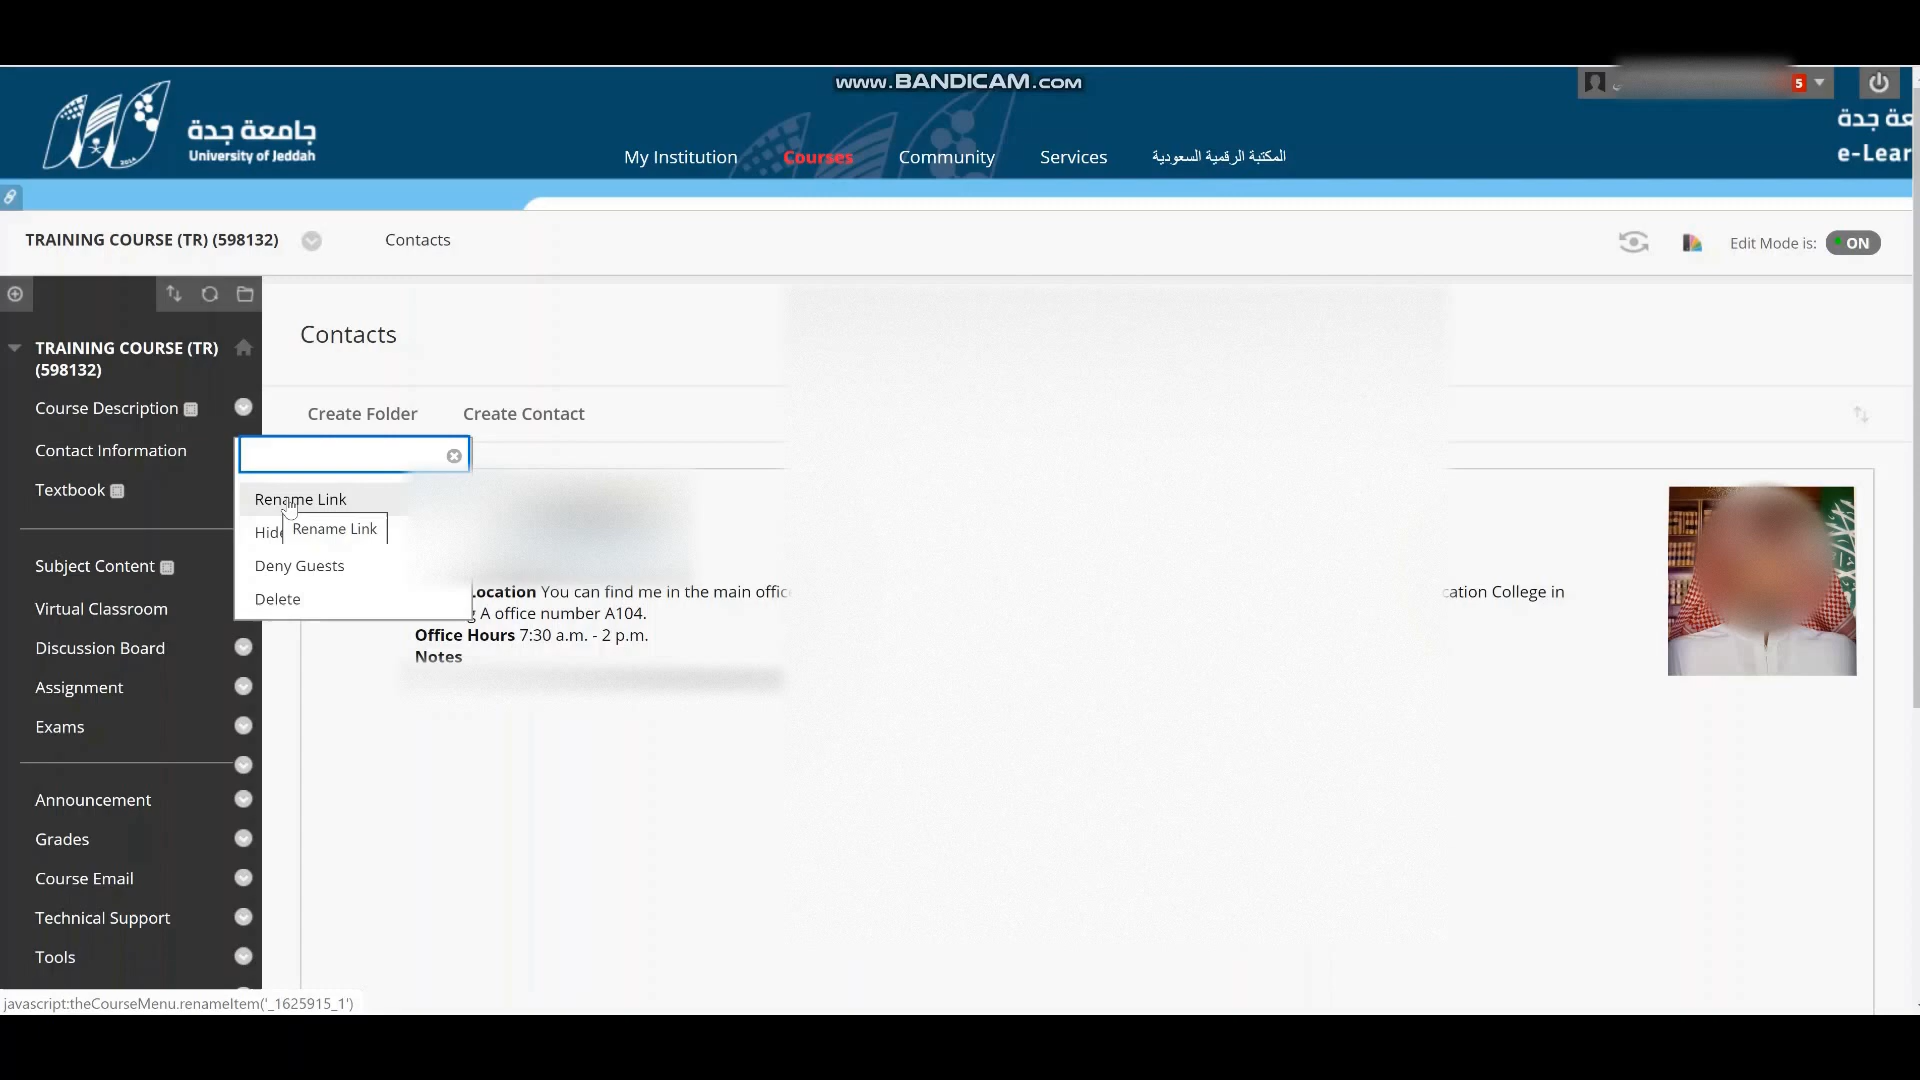 www.BANDICAM.com
5
جامعة جدة
University of Jeddah
2014
My Institution
Courses
Community
Services
المكتبة الرقمية السعودية
e-Lear
TRAINING COURSE (TR) (598132)
Contacts
Edit Mode is:
ON
TRAINING COURSE (TR)
(598132)
Course Description
Contact Information
Textbook
Subject Content
Virtual Classroom
Discussion Board
Assignment
Exams
Announcement
Grades
Course Email
Technical Support
Tools
Contacts
Create Folder
Create Contact
Rename Link
Hide
Rename Link
Deny Guests
Delete
Location You can find me in the main offic
cation College in
g A office number A104.
Office Hours 7:30 a.m. - 2 p.m.
Notes
javascript:theCourseMenu.renameItem('_1625915_1')